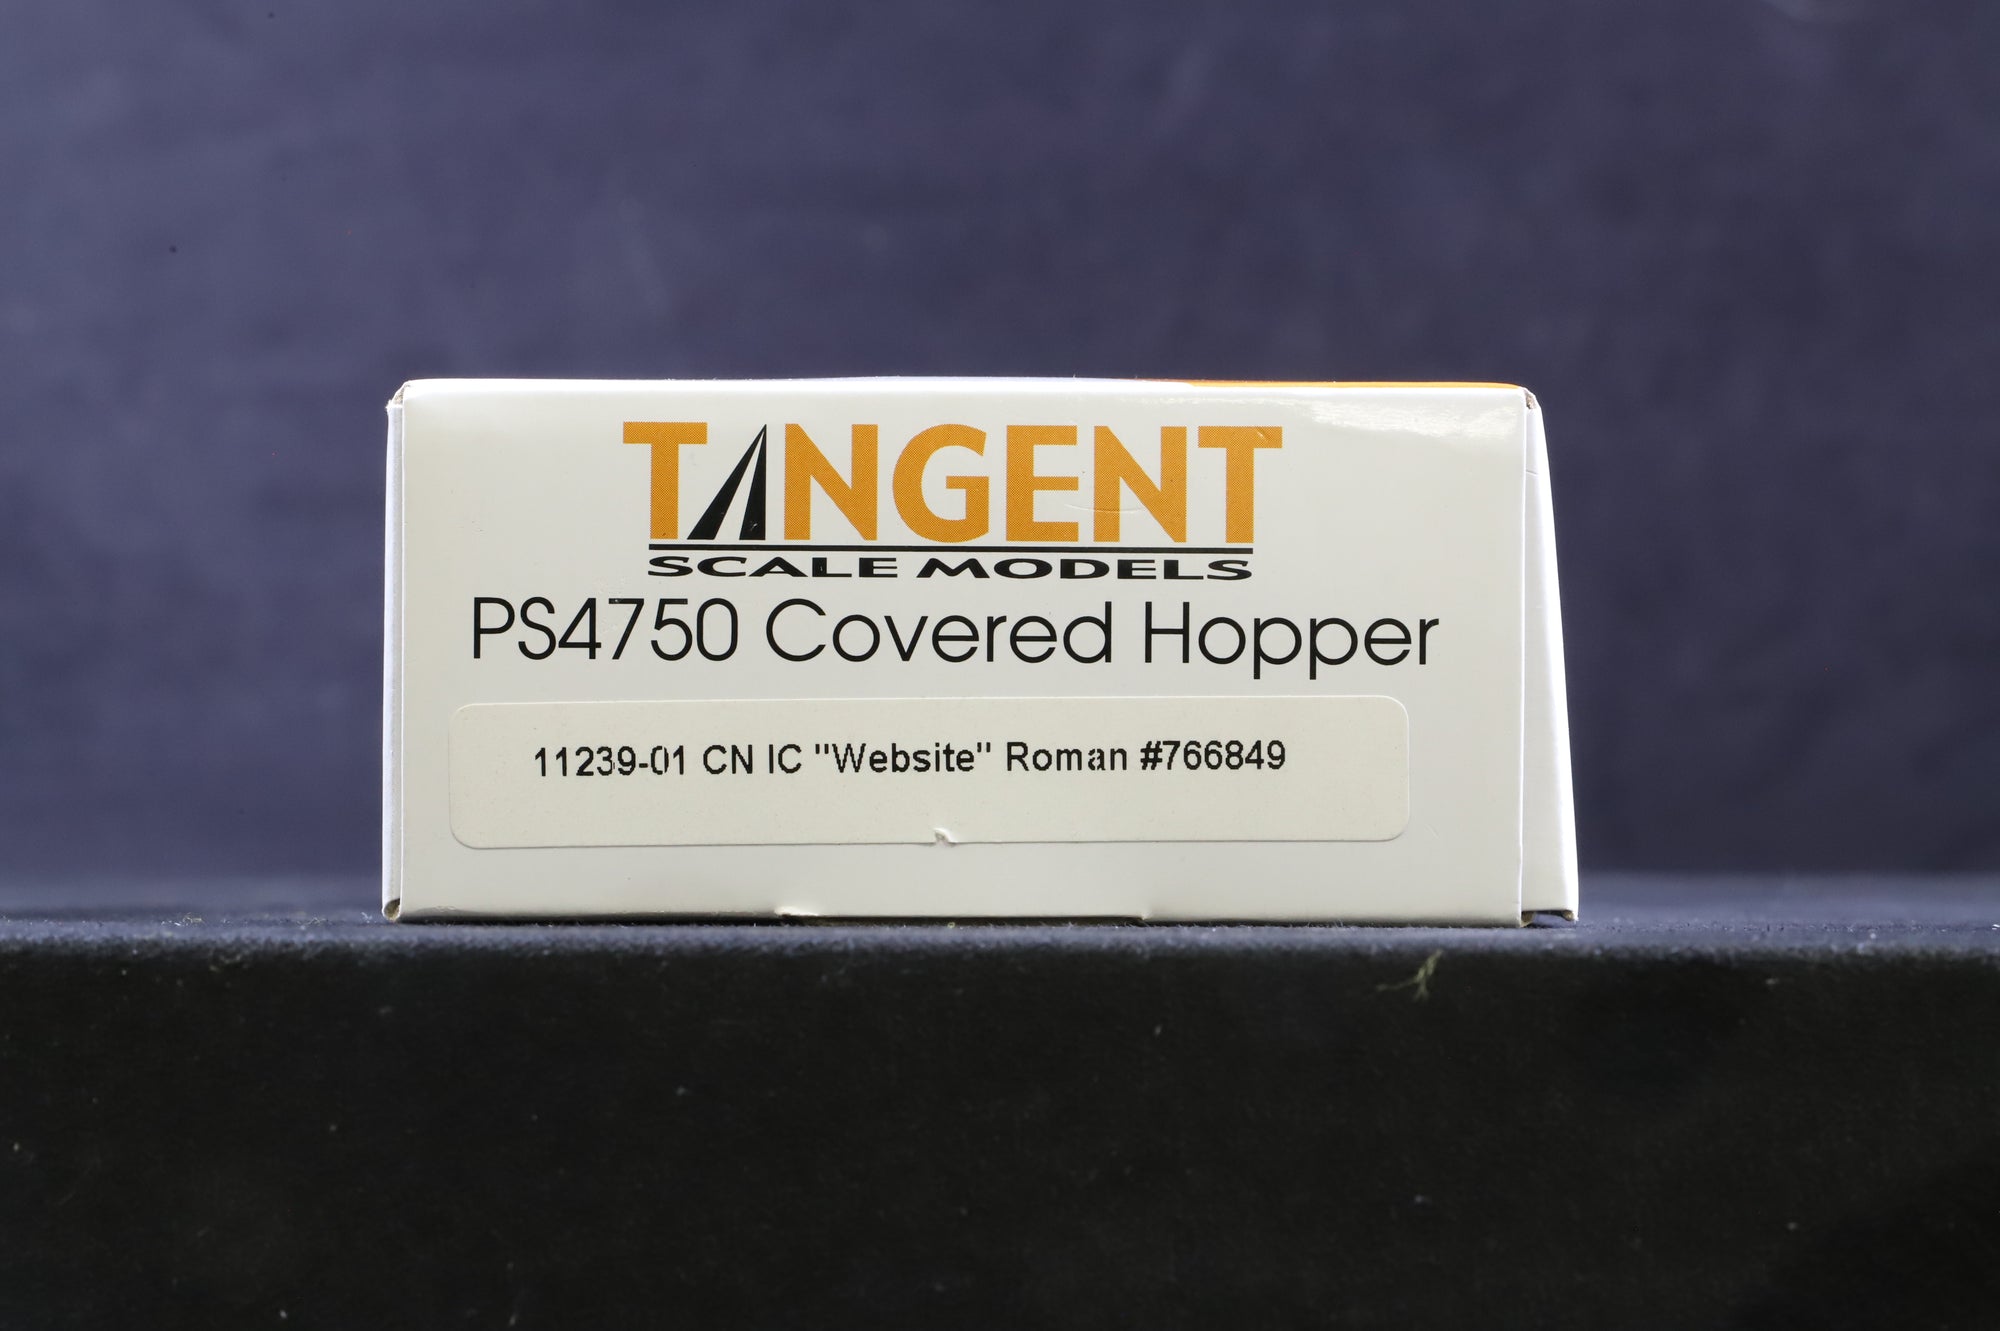 TANGENT
SCALE MODELS
PS4750 Covered Hopper
11239-01 CN IC "Website" Roman #766849